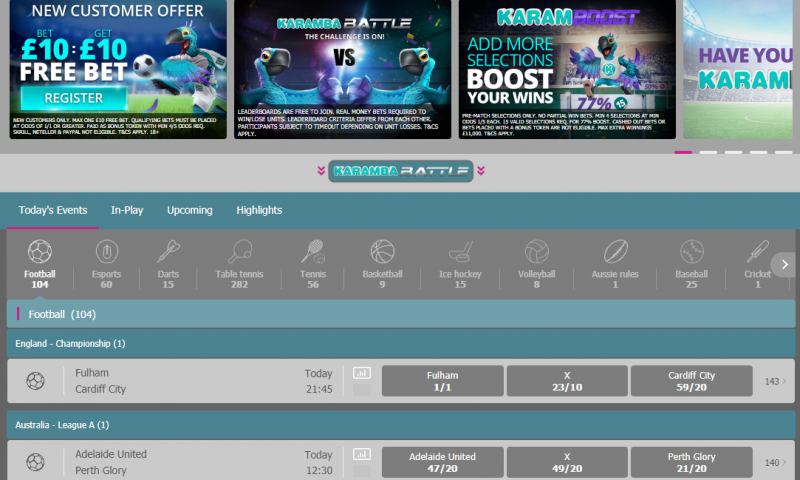 NEW CUSTOMER OFFER
BET GET
£10 : £10
FREE BET
REGISTER
NEW CUSTOMERS ONLY. MAX ONE £10 FREE BET. QUALIFYING BETS MUST BE PLACED
AT ODDS OF 1/1 OR GREATER. PAID AS BONUS TOKEN WITH MIN 4/5 ODDS REQ.
SKRILL, NETELLER & PAYPAL NOT ELIGIBLE. T&CS APPLY. 18+
KARAMBA BATTLE
THE CHALLENGE IS ON!
VS
LEADERBOARDS ARE FREE TO JOIN. REAL MONEY BETS REQUIRED TO
WIN/LOSE UNITS. LEADERBOARD CRITERIA DIFFER FROM EACH OTHER.
PARTICIPANTS SUBJECT TO TIMEOUT DEPENDING ON UNIT LOSSES. T&CS
APPLY.
KARAMBOOST
ADD MORE
SELECTIONS
BOOST
YOUR WINS
77% 15
PRE-MATCH SELECTIONS ONLY. NO PARTIAL WIN BETS. MIN 4 SELECTIONS AT MIN
ODDS 1/5 EACH. 15 VALID SELECTIONS REQ. FOR 77% BOOST. CASHED OUT BETS OR
BETS PLACED WITH A BONUS TOKEN ARE NOT ELIGIBLE. MAX EXTRA WINNINGS
£11,000. T&CS APPLY.
HAVE YOU
KARAMB
KARAMBA BATTLE
Today's Events In-Play Upcoming Highlights
Football Esports Darts Table tennis Tennis Basketball Ice hockey Volleyball Aussie rules Baseball Cricket
104 60 15 282 56 9 15 8 1 25 1
Football (104)
England - Championship (1)
Fulham Today Fulham X Cardiff City
Cardiff City 21:45 1/1 23/10 59/20 143
Australia - League A (1)
Adelaide United Today Adelaide United X Perth Glory
Perth Glory 12:30 47/20 49/20 21/20 140